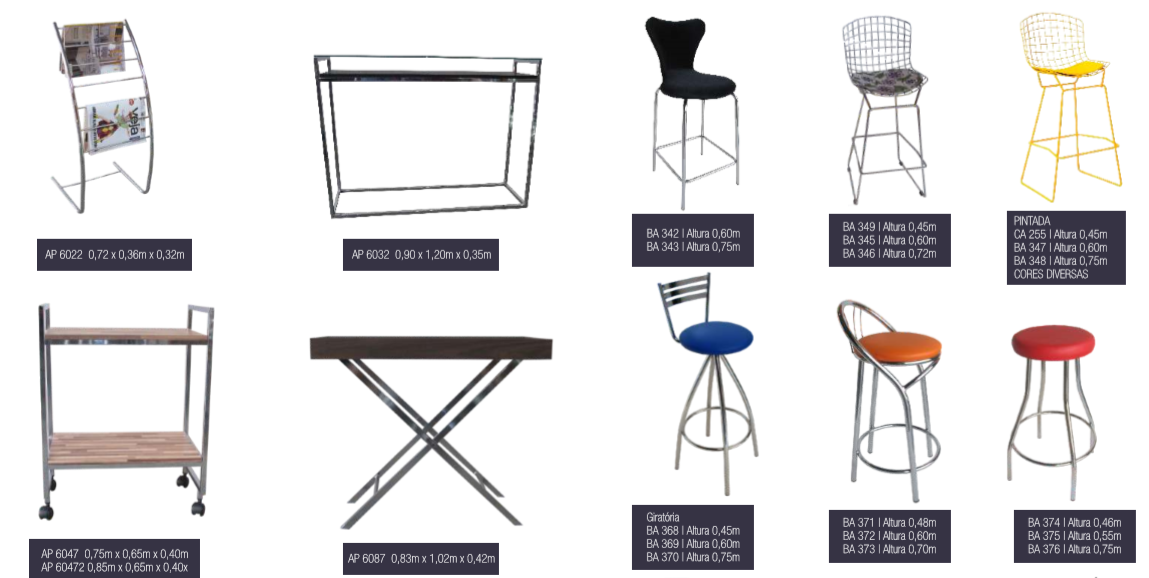 veja
AP 6022 0,72 x 0,36m x 0,32m
AP 6032 0,90 x 1,20m x 0,35m
BA 342 | Altura 0,60m
BA 343 | Altura 0,75m
BA 349 | Altura 0,45m
BA 345 | Altura 0,60m
BA 346 | Altura 0,72m
PINTADA
CA 255 | Altura 0,45m
BA 347 | Altura 0,60m
BA 348 | Altura 0,75m
CORES DIVERSAS
AP 6047 0,75m x 0,65m x 0,40m
AP 60472 0,85m x 0,65m x 0,40x
AP 6087 0,83m x 1,02m x 0,42m
Giratória
BA 368 | Altura 0,45m
BA 369 | Altura 0,60m
BA 370 | Altura 0,75m
BA 371 | Altura 0,48m
BA 372 | Altura 0,60m
BA 373 | Altura 0,70m
BA 374 | Altura 0,46m
BA 375 | Altura 0,55m
BA 376 | Altura 0,75m